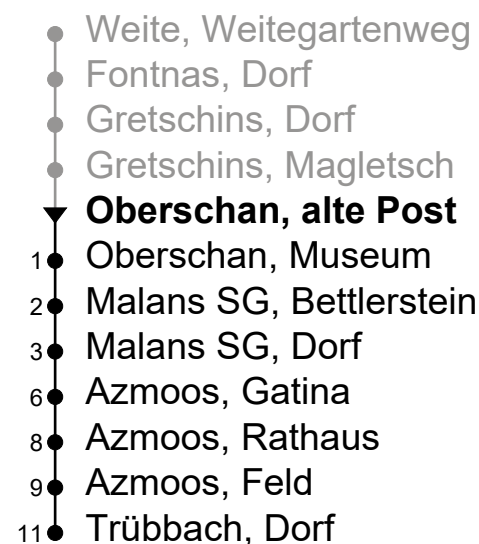 Weite, Weitegartenweg
Fontnas, Dorf
Gretschins, Dorf
Gretschins, Magletsch
Oberschan, alte Post
1 Oberschan, Museum
2 Malans SG, Bettlerstein
3 Malans SG, Dorf
6 Azmoos, Gatina
8 Azmoos, Rathaus
9 Azmoos, Feld
11 Trübbach, Dorf